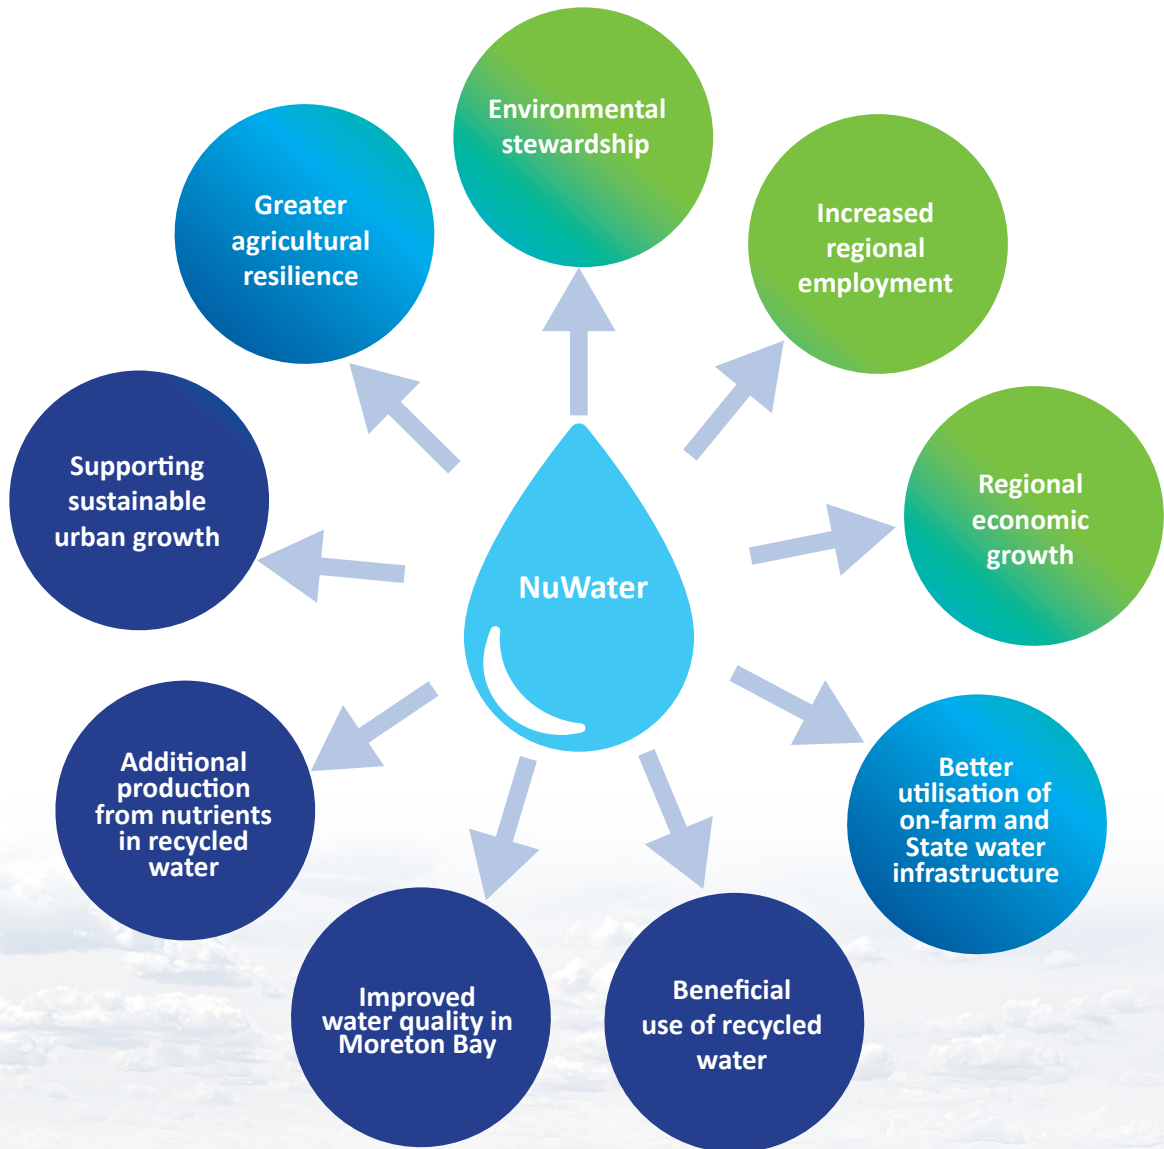 Environmental
stewardship
Increased
regional
employment
Regional
economic
growth
Better
utilisation of
on-farm and
State water
infrastructure
Beneficial
use of recycled
water
Improved
water quality in
Moreton Bay
Additional
production
from nutrients
in recycled
water
Supporting
sustainable
urban growth
Greater
agricultural
resilience
NuWater